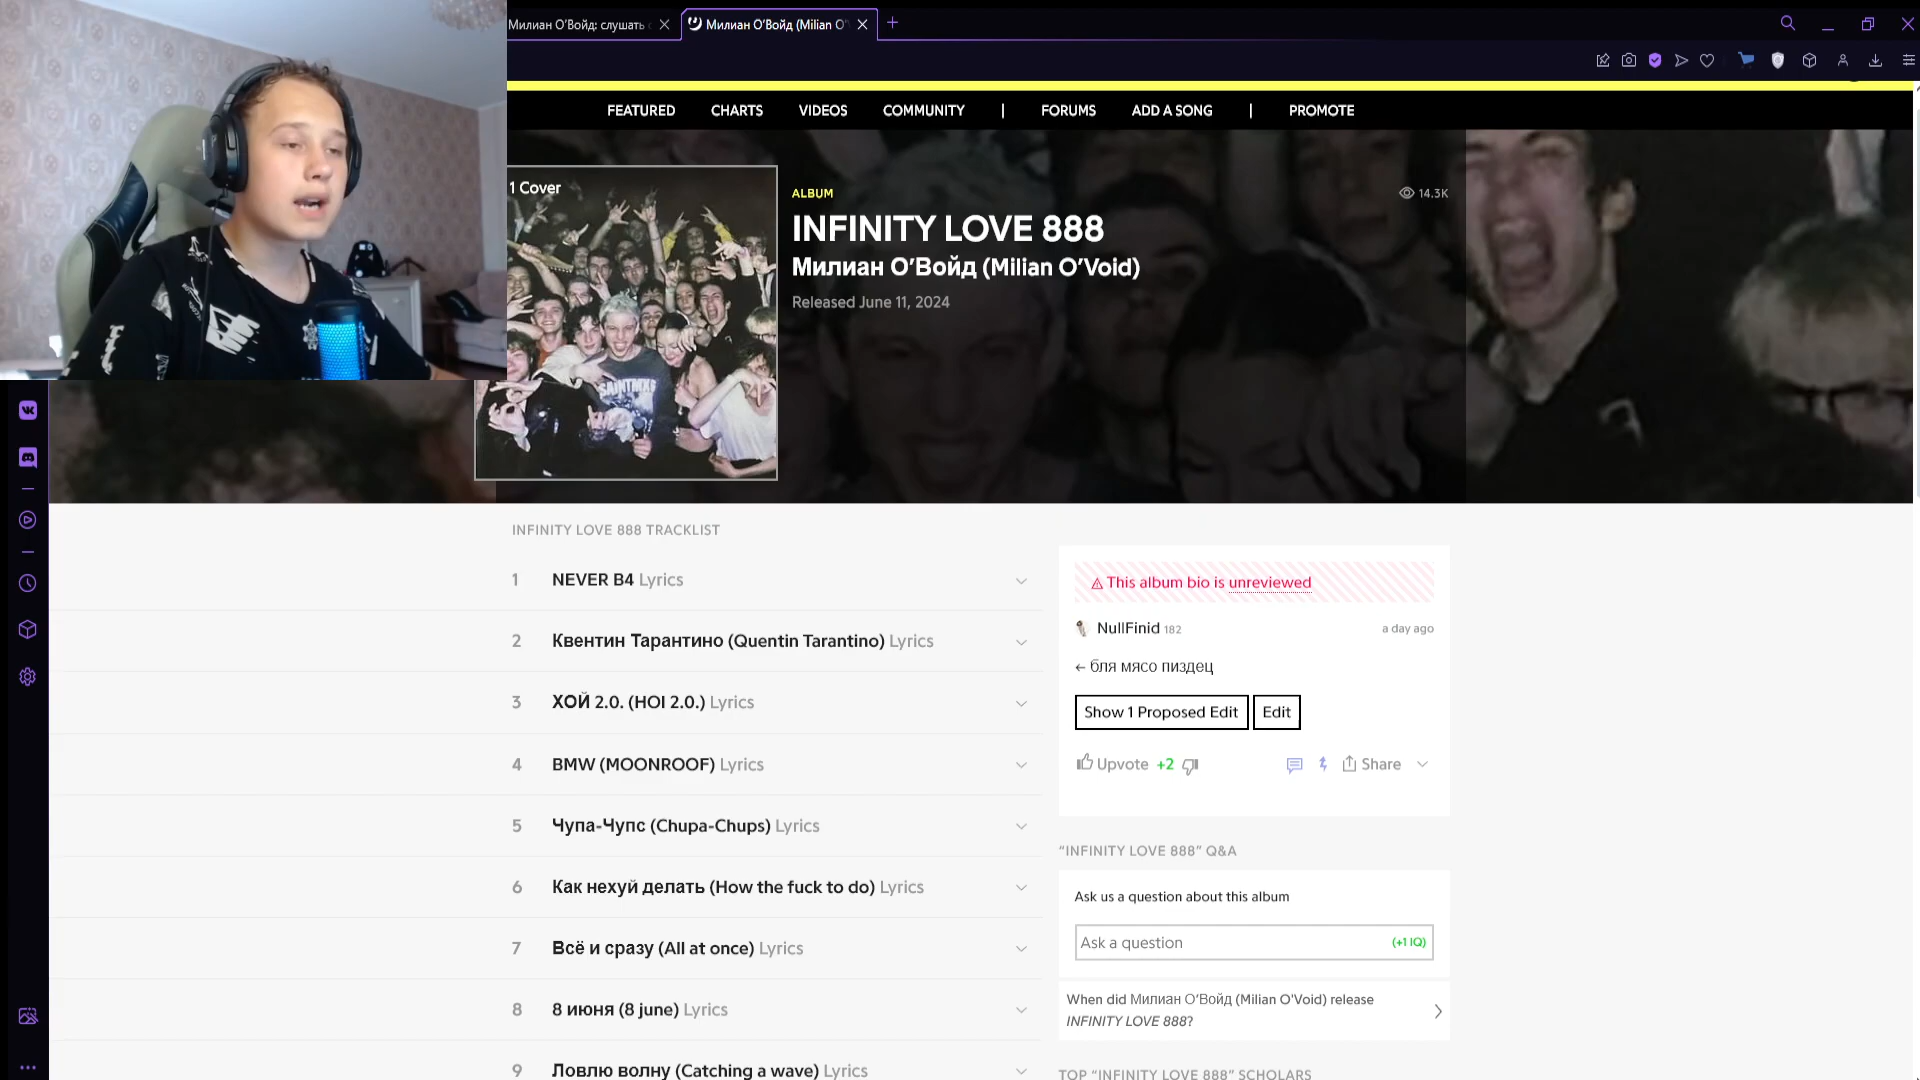 Милиан О'Войд: слушать
Милиан О'Войд (Milian O'
FEATURED
CHARTS
VIDEOS
COMMUNITY
|
FORUMS
ADD A SONG
|
PROMOTE
1 Cover
ALBUM
14.3K
INFINITY LOVE 888
Милиан О'Войд (Milian O'Void)
Released June 11, 2024
SAINTMXS
INFINITY LOVE 888 TRACKLIST
1 NEVER B4 Lyrics
2 Квентин Тарантино (Quentin Tarantino) Lyrics
3 ХОЙ 2.0. (HOI 2.0.) Lyrics
4 BMW (MOONROOF) Lyrics
5 Чупа-Чупс (Chupa-Chups) Lyrics
6 Как нехуй делать (How the fuck to do) Lyrics
7 Всё и сразу (All at once) Lyrics
8 8 июня (8 june) Lyrics
9 Ловлю волну (Catching a wave) Lyrics
This album bio is unreviewed
NullFinid 182
a day ago
← бля мясо пиздец
Show 1 Proposed Edit
Edit
Upvote +2
Share
“INFINITY LOVE 888” Q&A
Ask us a question about this album
Ask a question
(+1 IQ)
When did Милиан О'Войд (Milian O'Void) release
INFINITY LOVE 888?
TOP “INFINITY LOVE 888” SCHOLARS